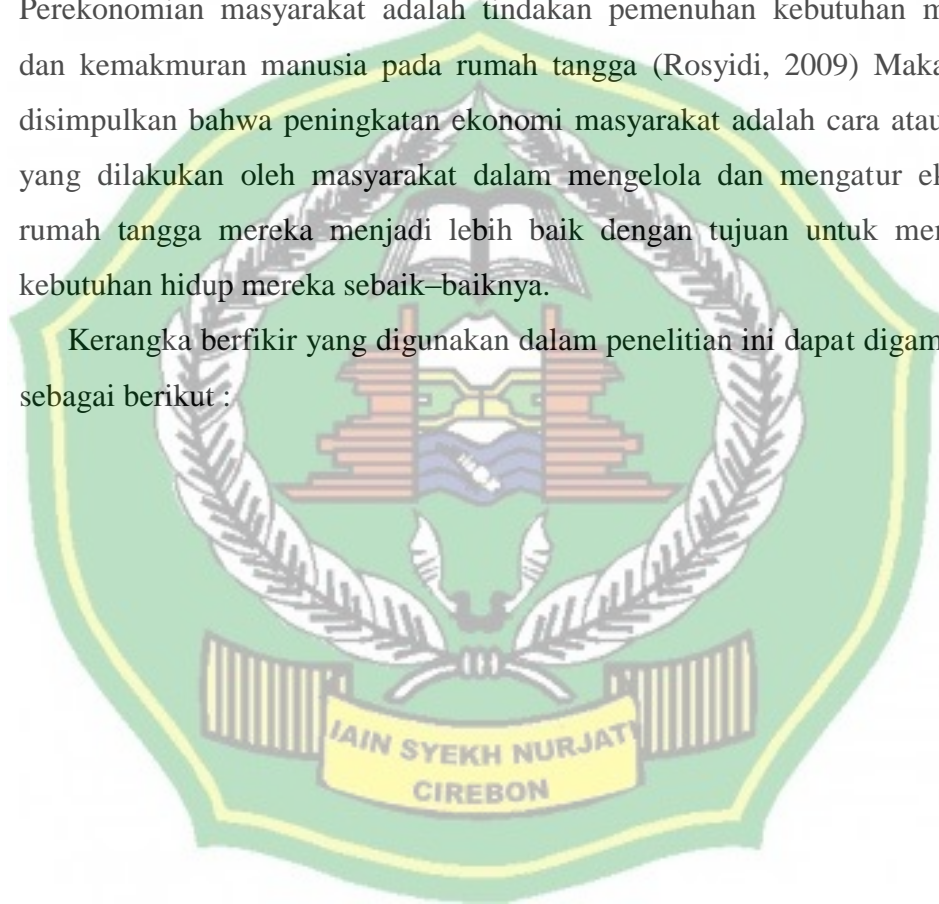 Perekonomian masyarakat adalah tindakan pemenuhan kebutuhan
dan kemakmuran manusia pada rumah tangga (Rosyidi, 2009) Maka
disimpulkan bahwa peningkatan ekonomi masyarakat adalah cara atau
yang dilakukan oleh masyarakat dalam mengelola dan mengatur
rumah tangga mereka menjadi lebih baik dengan tujuan untuk
kebutuhan hidup mereka sebaik–baiknya.
Kerangka berfikir yang digunakan dalam penelitian ini dapat
sebagai berikut :
IAIN SYEKH NURJATI
CIREBON